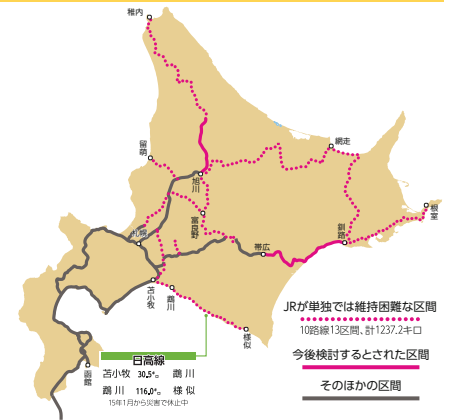 稚内
留萌
旭川
網走
根室
釧路
富良野
帯広
札幌
苫小牧
鵡川
様似
函館
日高線
苫小牧 30.5㌔ 鵡川
鵡川 116.0㌔ 様似
15年1月から災害で休止中
JRが単独では維持困難な区間
10路線13区間、計1237.2キロ
今後検討するとされた区間
そのほかの区間